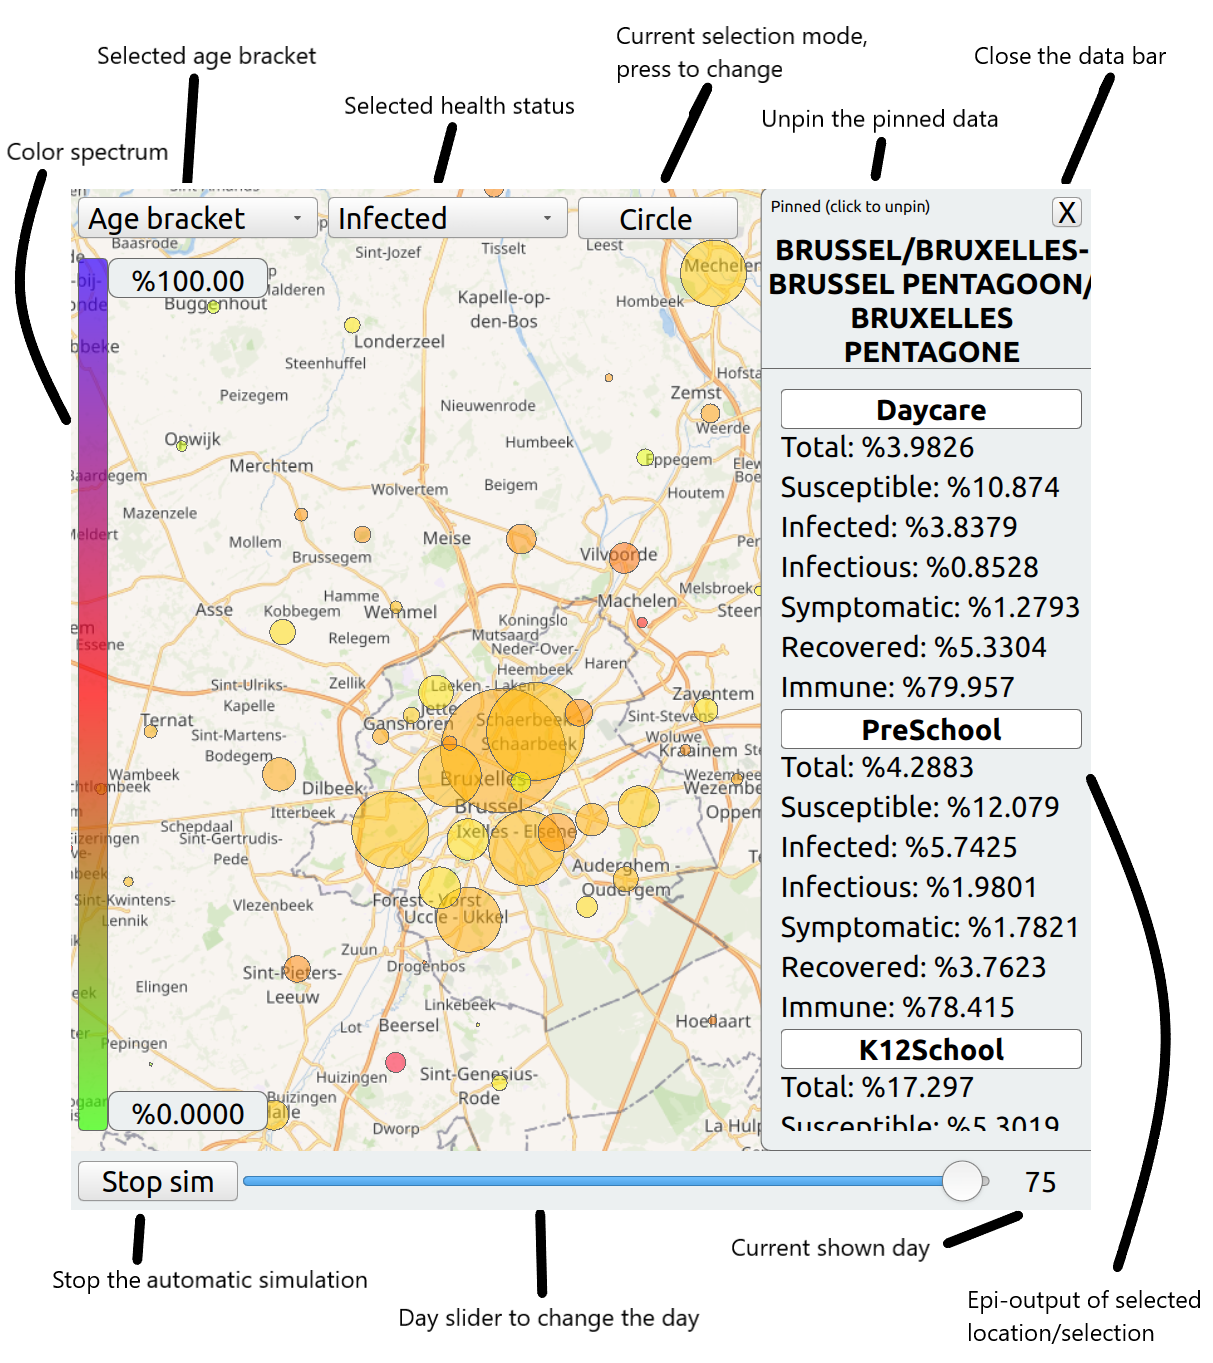 Current selection mode,
press to change
Selected age bracket
Close the data bar
Selected health status
Unpin the pinned data
Color spectrum
Age bracket
Infected
Circle
Pinned (click to unpin)
X
BRUSSEL/BRUXELLES-
BRUSSEL PENTAGOON/
BRUXELLES
PENTAGONE
%100.00
Baasrode
Sint-Jozef
Tisselt
Leest
Mechelen
Malderen
Buggenhout
Kapelle-op-
den-Bos
Hombeek
Londerzeel
Steenhuffel
Hofsta
Zemst
Peizegem
Nieuwenrode
Weerde
Opwijk
Humbeek
Eppegem
Elew
Merchtem
Baardegem
Wolvertem
Beigem
Boe
Houtem
Mazenzele
Meldert
Mollem
Meise
Per
Brussegem
Vilvoorde
Hamme
Melsbroek
Asse
Kobbegem
Wemmel
Machelen
Steen
Koningslo
Mutsaard
Essene
Relegem
Neder-Over-
Heembeek
Haren
Sint-Ulriks-
Kapelle
Zellik
Laeken - Laken
Zaventem
Jette
Ternat
Ganshoren
Schaerbeek -
Schaarbeek
Sint-Stevens-
Sint-Martens-
Bodegem
Woluwe
Kraainem
Wambeek
Dilbeek
Bruxelles
Brussel
Wezembee
Wezembe
Itterbeek
Oppem
Schepdaal
Sint-Gertrudis-
Pede
Ixelles - Elsene
Eizeringen
Auderghem -
Oudergem
Sint-Kwintens-
Lennik
Vlezenbeek
Forest - Vorst
Uccle - Ukkel
Zuun
Drogenbos
Sint-Pieters-
Leeuw
Elingen
Linkebeek
Lot
Beersel
Hoeilaart
Pepingen
Huizingen
Sint-Genesius-
Rode
Buizingen
Halle
Dworp
La Hulp
%0.0000
Daycare
Total: %3.9826
Susceptible: %10.874
Infected: %3.8379
Infectious: %0.8528
Symptomatic: %1.2793
Recovered: %5.3304
Immune: %79.957
PreSchool
Total: %4.2883
Susceptible: %12.079
Infected: %5.7425
Infectious: %1.9801
Symptomatic: %1.7821
Recovered: %3.7623
Immune: %78.415
K12School
Total: %17.297
Susceptible: %5.3019
Stop sim
75
Current shown day
Stop the automatic simulation
Day slider to change the day
Epi-output of selected
location/selection